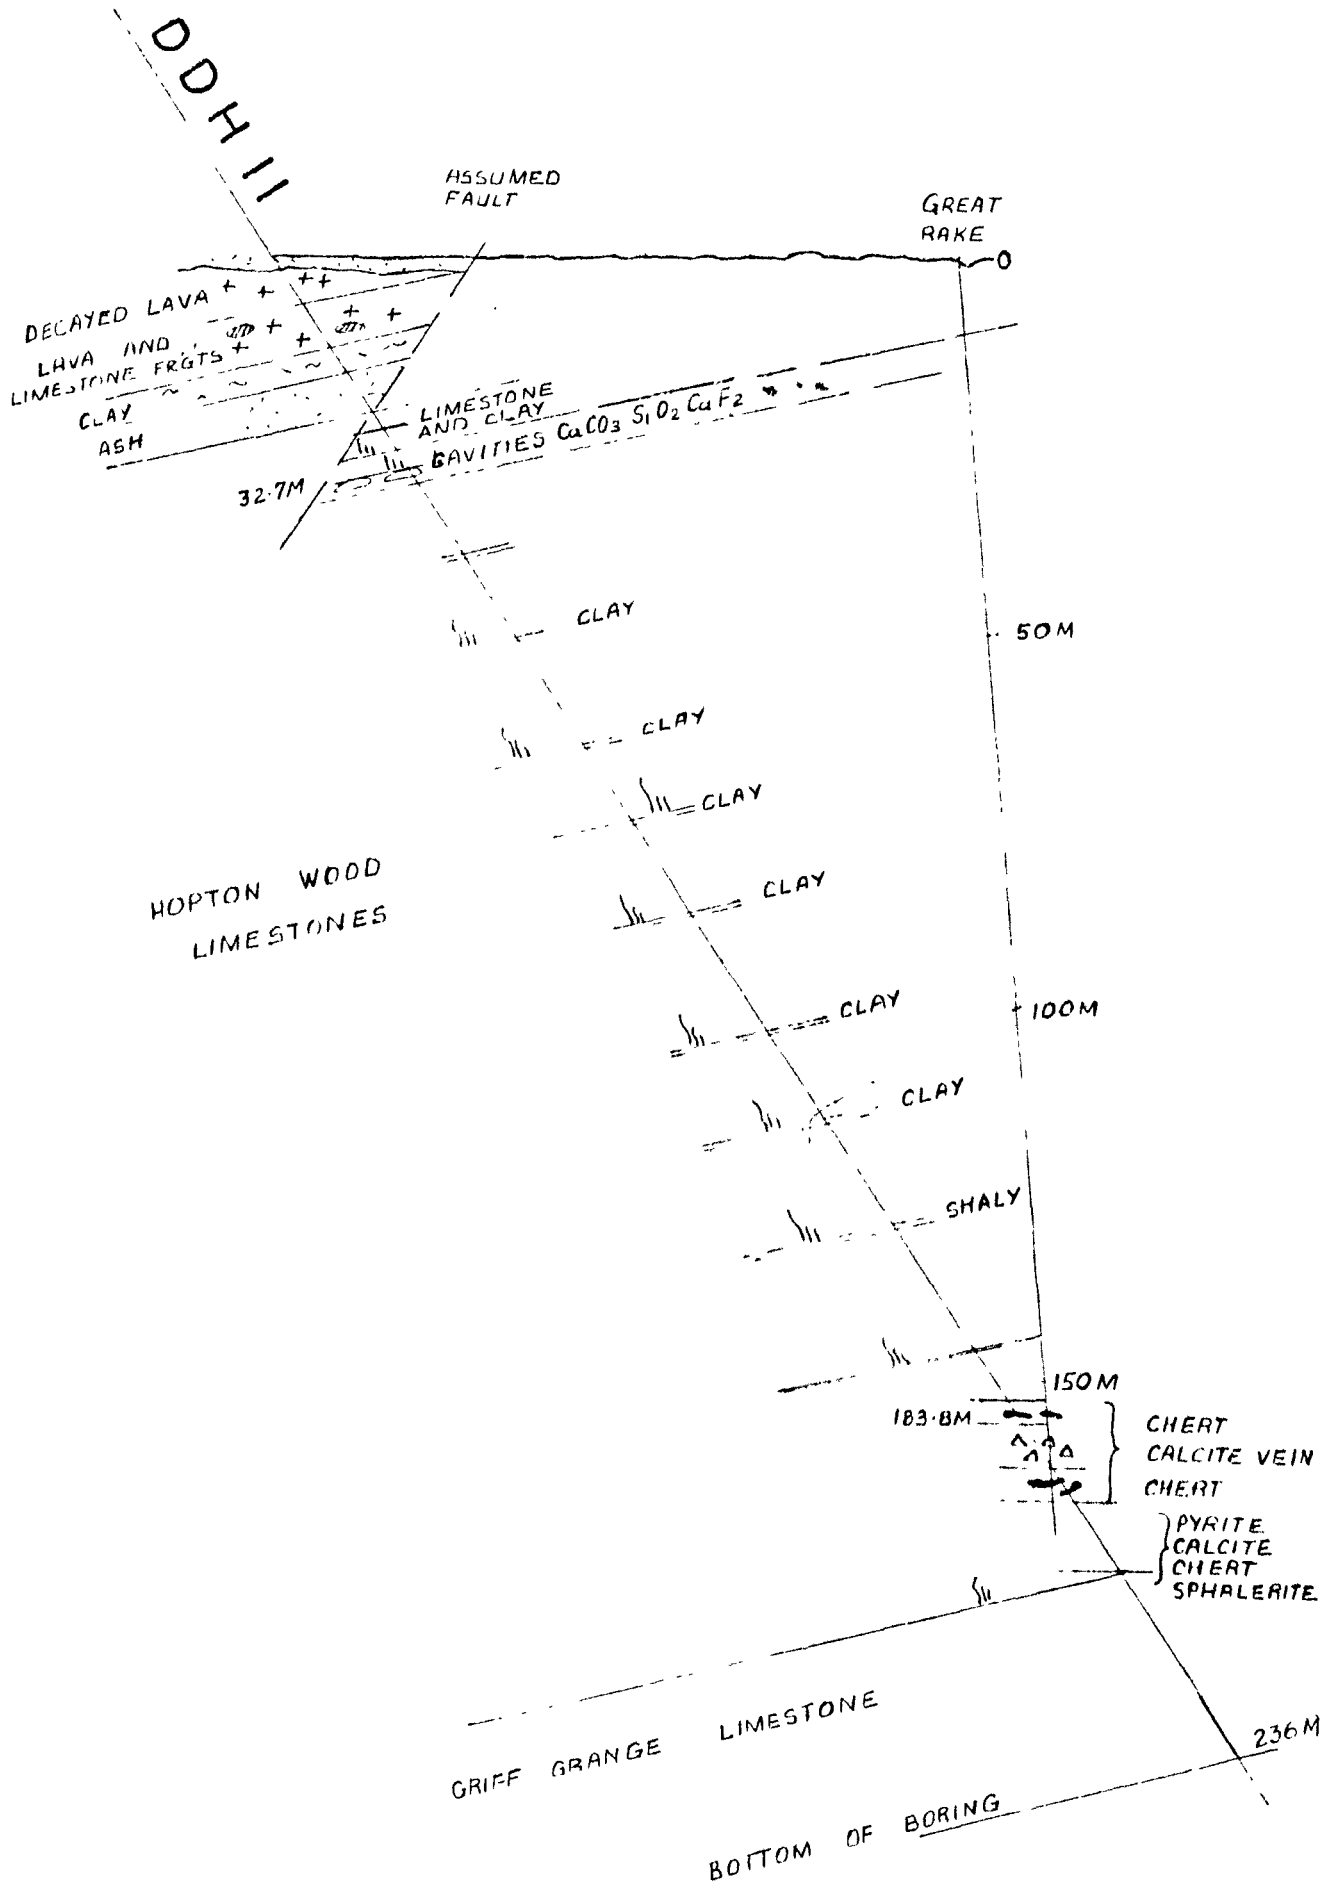 DDH 11
ASSUMED
FAULT
GREAT
RAKE
0
DECAYED LAVA
LAVA AND
LIMESTONE FRGTS
CLAY
ASH
LIMESTONE
AND CLAY
CAVITIES CaCO3 SiO2 CaF2
32.7M
CLAY
50M
CLAY
CLAY
HOPTON WOOD
LIMESTONES
CLAY
CLAY
100M
CLAY
SHALY
150M
183.8M
CHERT
CALCITE VEIN
CHERT
PYRITE
CALCITE
CHERT
SPHALERITE
GRIFF GRANGE LIMESTONE
236M
BOTTOM OF BORING